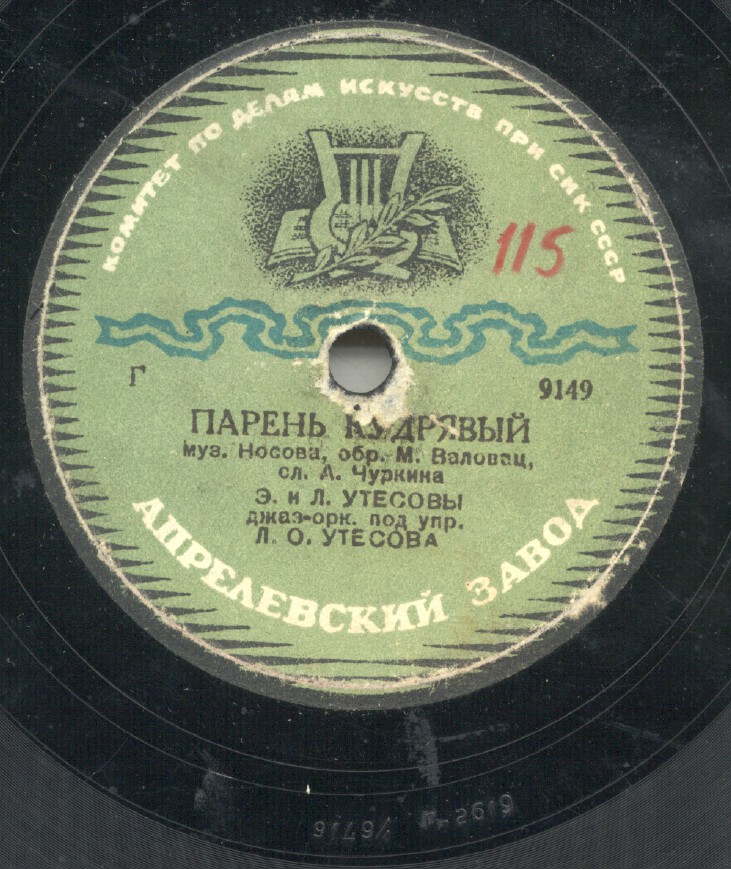 КОМИТЕТ ПО ДЕЛАМ ИСКУССТВ ПРИ СНК СССР
115
Г
9149
ПАРЕНЬ КУДРЯВЫЙ
муз. Носова, обр. М. Воловац,
сл. А. Чуркина
Э. и Л. УТЕСОВЫ
джаз-орк. под упр.
Л. О. УТЕСОВА
АПРЕЛЕВСКИЙ ЗАВОД